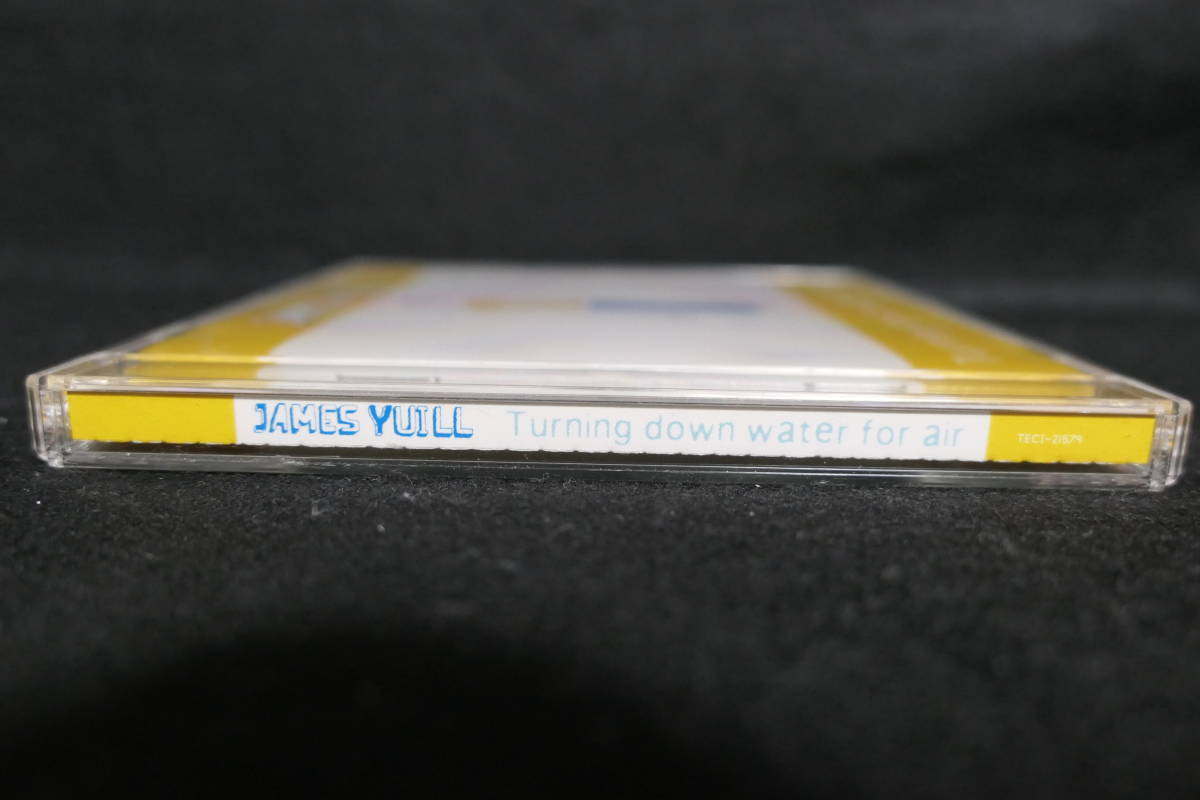 JAMES YUILL Turning down water for air TECI-21579